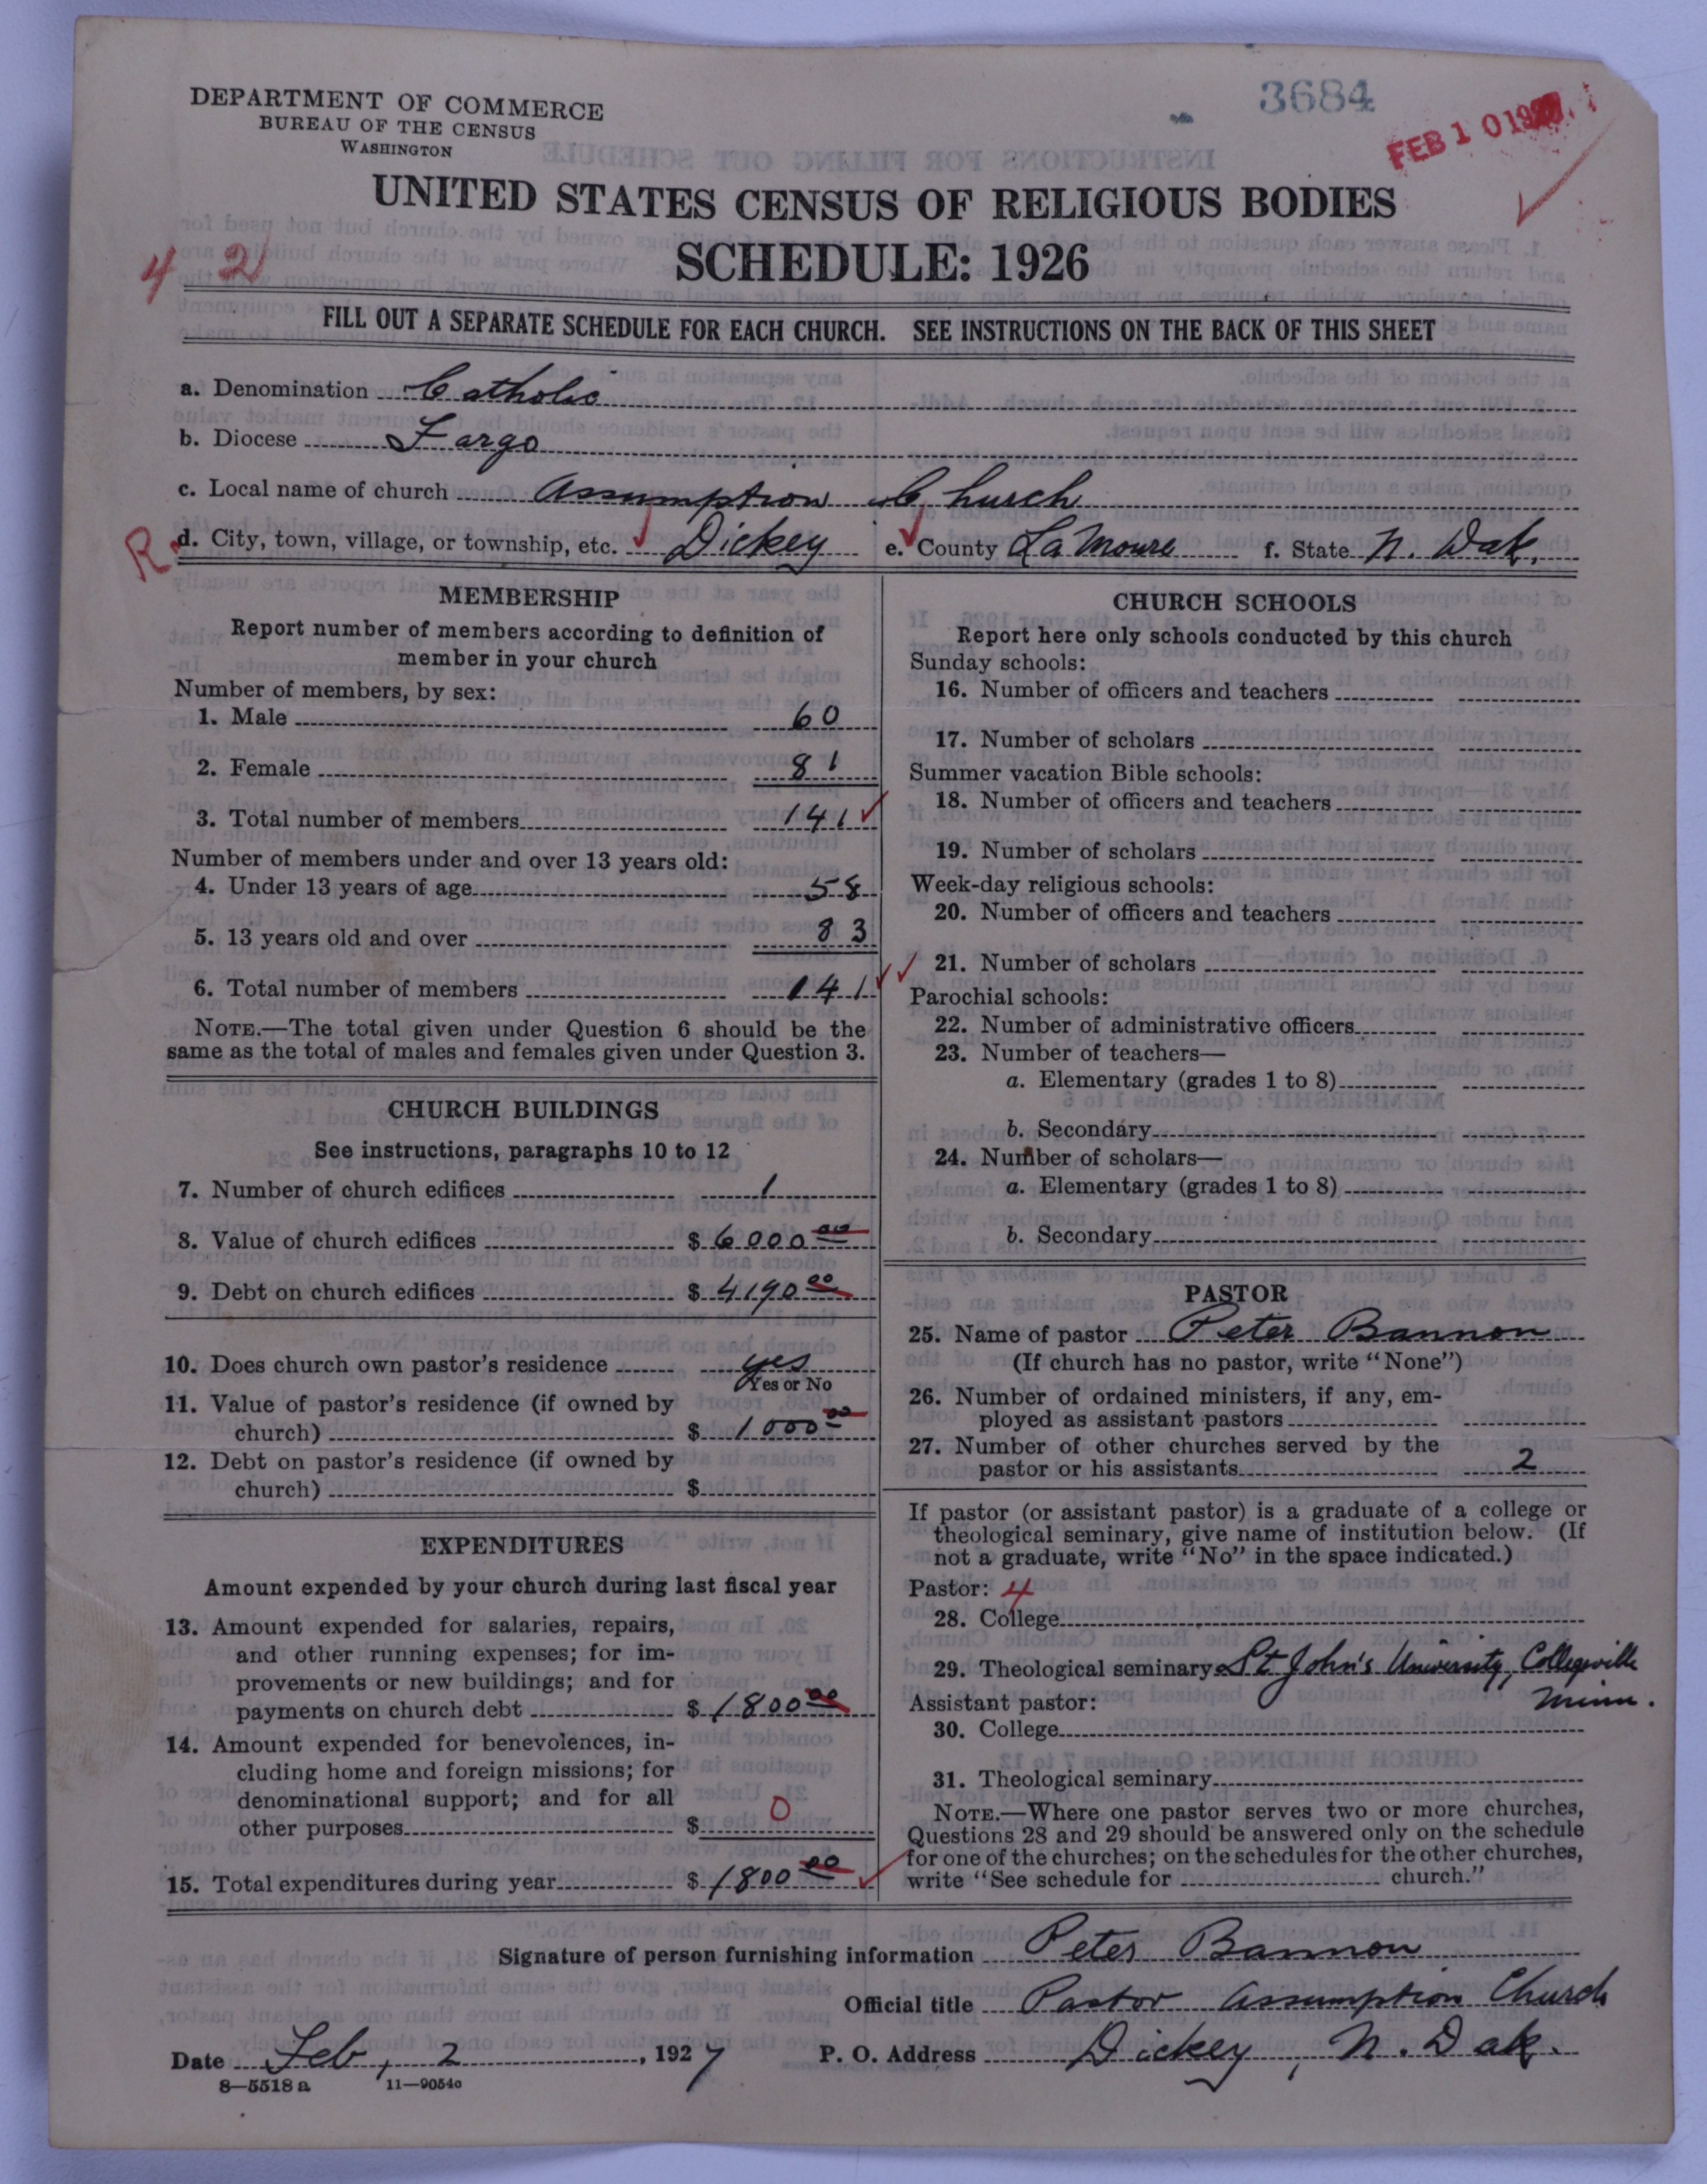 3684
FEB 10
DEPARTMENT OF COMMERCE
BUREAU OF THE CENSUS
WASHINGTON
UNITED STATES CENSUS OF RELIGIOUS BODIES
SCHEDULE: 1926
4 2
FILL OUT A SEPARATE SCHEDULE FOR EACH CHURCH. SEE INSTRUCTIONS ON THE BACK OF THIS SHEET
a. Denomination Catholic
b. Diocese Fargo
c. Local name of church Assumption Church
R d. City, town, village, or township, etc. Dickey e. County La Moure f. State N. Dak.
MEMBERSHIP
Report number of members according to definition of
member in your church
Number of members, by sex:
1. Male 60
2. Female 81
3. Total number of members 141
Number of members under and over 13 years old:
4. Under 13 years of age 58
5. 13 years old and over 83
6. Total number of members 141
NOTE.—The total given under Question 6 should be the
same as the total of males and females given under Question 3.
CHURCH BUILDINGS
See instructions, paragraphs 10 to 12
7. Number of church edifices 1
8. Value of church edifices $ 6000 00
9. Debt on church edifices $ 4190 00
10. Does church own pastor's residence yes
Yes or No
11. Value of pastor's residence (if owned by
church) $ 1000 00
12. Debt on pastor's residence (if owned by
church) $
EXPENDITURES
Amount expended by your church during last fiscal year
13. Amount expended for salaries, repairs,
and other running expenses; for im-
provements or new buildings; and for
payments on church debt $ 1800 00
14. Amount expended for benevolences, in-
cluding home and foreign missions; for
denominational support; and for all
other purposes $ 0
15. Total expenditures during year $ 1800 00
CHURCH SCHOOLS
Report here only schools conducted by this church
Sunday schools:
16. Number of officers and teachers
17. Number of scholars
Summer vacation Bible schools:
18. Number of officers and teachers
19. Number of scholars
Week-day religious schools:
20. Number of officers and teachers
21. Number of scholars
Parochial schools:
22. Number of administrative officers
23. Number of teachers—
a. Elementary (grades 1 to 8)
b. Secondary
24. Number of scholars—
a. Elementary (grades 1 to 8)
b. Secondary
PASTOR
25. Name of pastor Peter Bannon
(If church has no pastor, write "None")
26. Number of ordained ministers, if any, em-
ployed as assistant pastors
27. Number of other churches served by the
pastor or his assistants 2
If pastor (or assistant pastor) is a graduate of a college or
theological seminary, give name of institution below. (If
not a graduate, write "No" in the space indicated.)
Pastor: 4
28. College
29. Theological seminary St John's University, Collegeville
Minn.
Assistant pastor:
30. College
31. Theological seminary
NOTE.—Where one pastor serves two or more churches,
Questions 28 and 29 should be answered only on the schedule
for one of the churches; on the schedules for the other churches,
write "See schedule for church."
Signature of person furnishing information Peter Bannon
Official title Pastor Assumption Church
Date Feb, 2, 1927 P. O. Address Dickey, N. Dak.
8—5518a 11—9054c